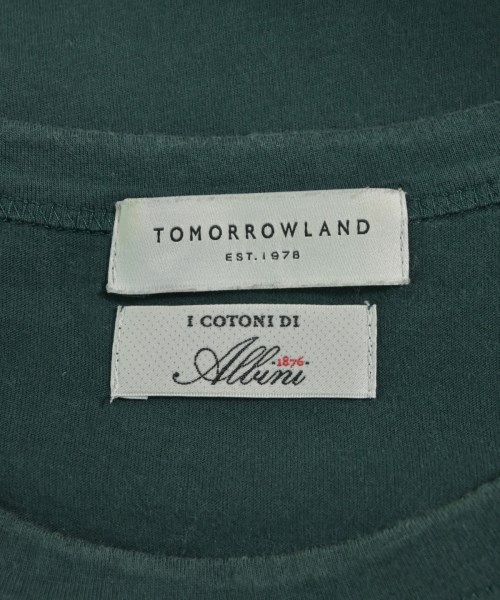 TOMORROWLAND
EST. 1978
I COTONI DI
Albini
-1876-